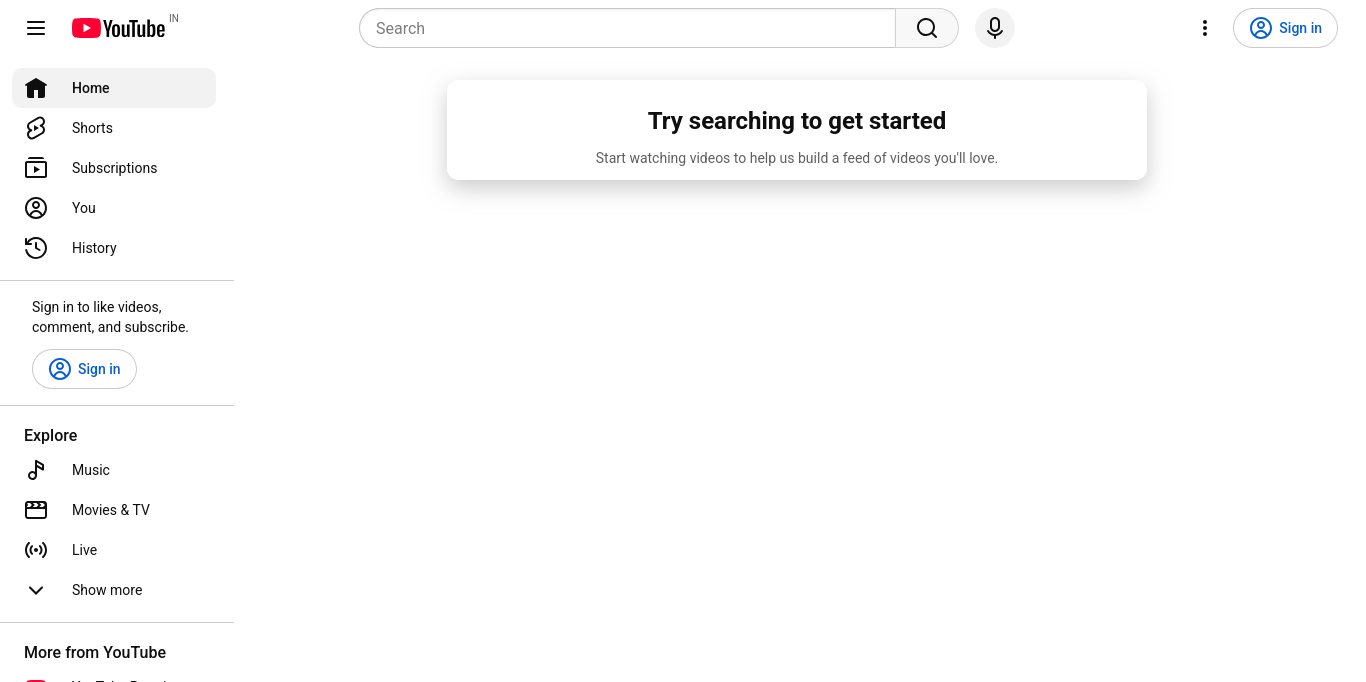 YouTube IN
Search
Sign in
Home
Shorts
Subscriptions
You
History
Sign in to like videos,
comment, and subscribe.
Sign in
Explore
Music
Movies & TV
Live
Show more
More from YouTube
Try searching to get started
Start watching videos to help us build a feed of videos you'll love.